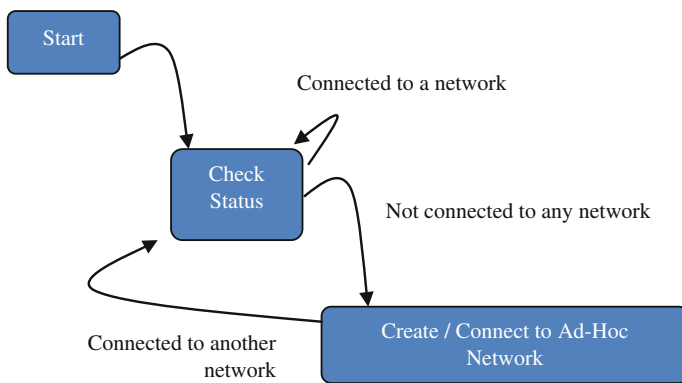 Start
Connected to a network
Check
Status
Not connected to any network
Create / Connect to Ad-Hoc
Network
Connected to another
network